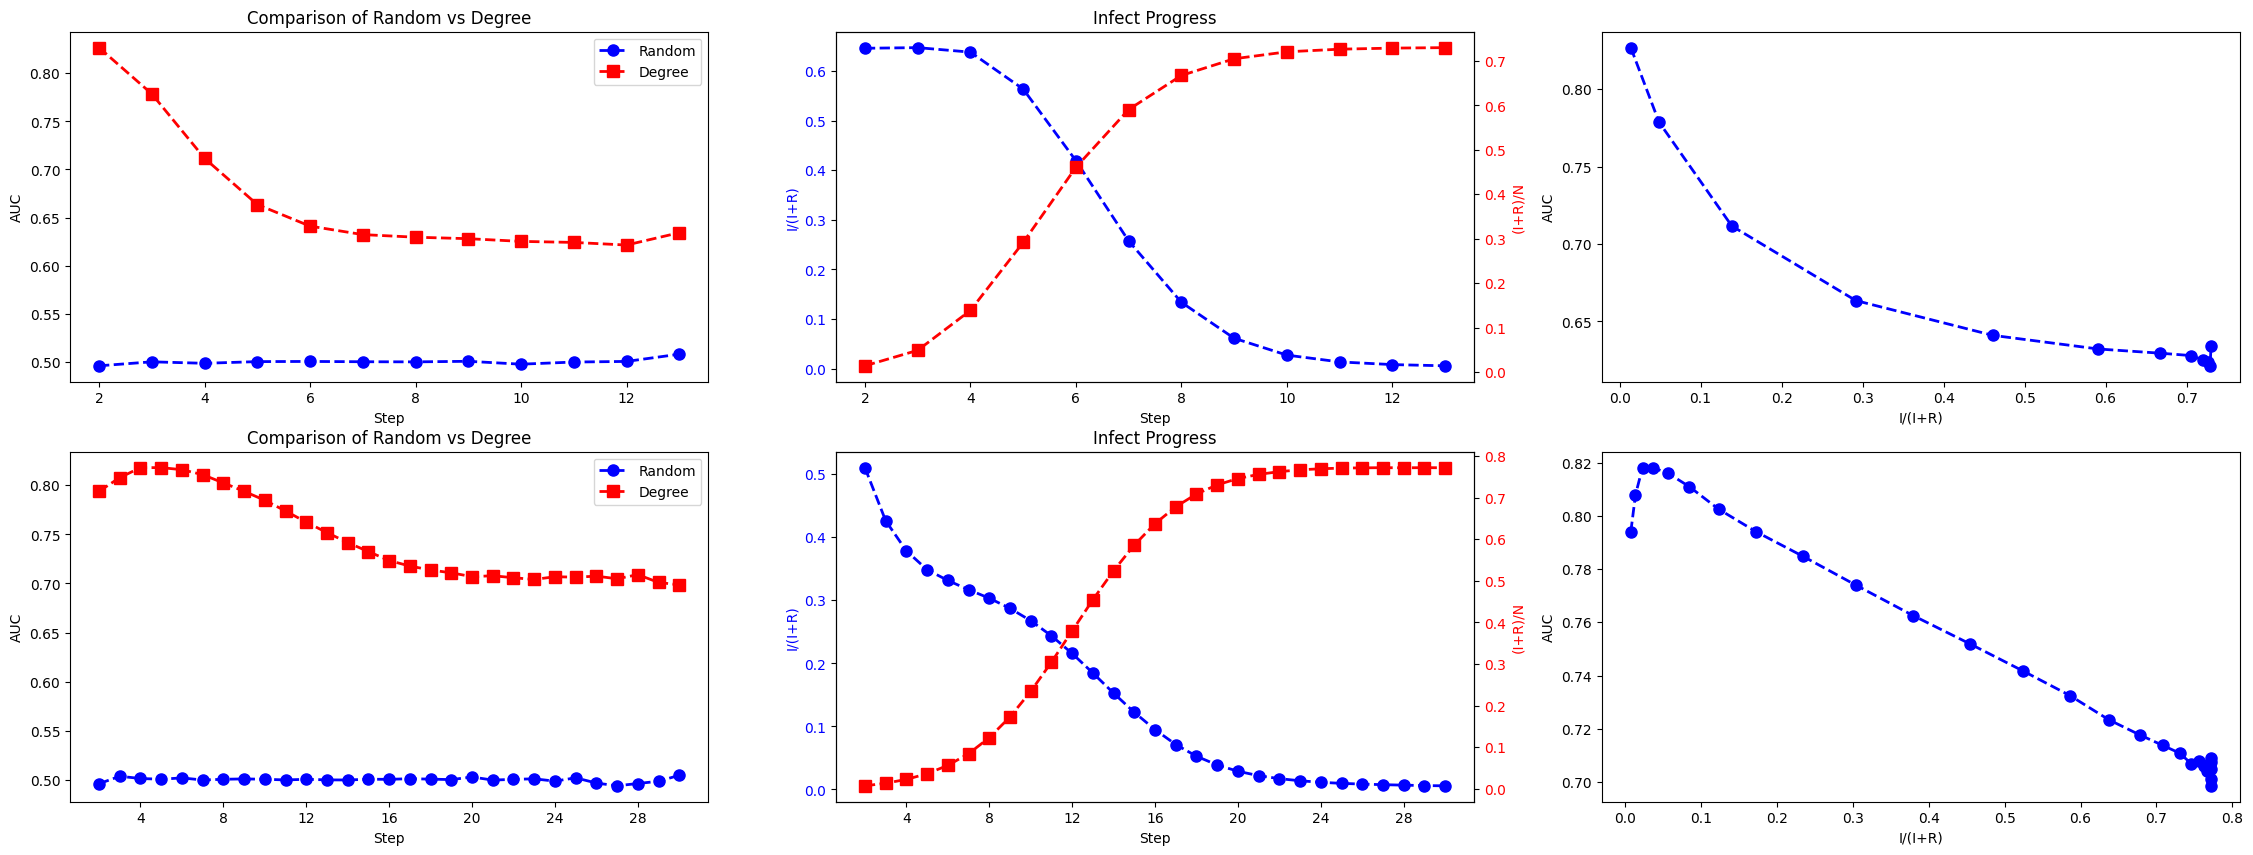 Comparison of Random vs Degree
AUC
0.80
0.75
0.70
0.65
0.60
0.55
0.50
Random
Degree
2 4 6 8 10 12
Step
Infect Progress
I/(I+R)
0.6
0.5
0.4
0.3
0.2
0.1
0.0
(I+R)/N
0.7
0.6
0.5
0.4
0.3
0.2
0.1
0.0
2 4 6 8 10 12
Step
AUC
0.80
0.75
0.70
0.65
0.0 0.1 0.2 0.3 0.4 0.5 0.6 0.7
I/(I+R)
Comparison of Random vs Degree
AUC
0.80
0.75
0.70
0.65
0.60
0.55
0.50
Random
Degree
4 8 12 16 20 24 28
Step
Infect Progress
I/(I+R)
0.5
0.4
0.3
0.2
0.1
0.0
(I+R)/N
0.8
0.7
0.6
0.5
0.4
0.3
0.2
0.1
0.0
4 8 12 16 20 24 28
Step
AUC
0.82
0.80
0.78
0.76
0.74
0.72
0.70
0.0 0.1 0.2 0.3 0.4 0.5 0.6 0.7 0.8
I/(I+R)